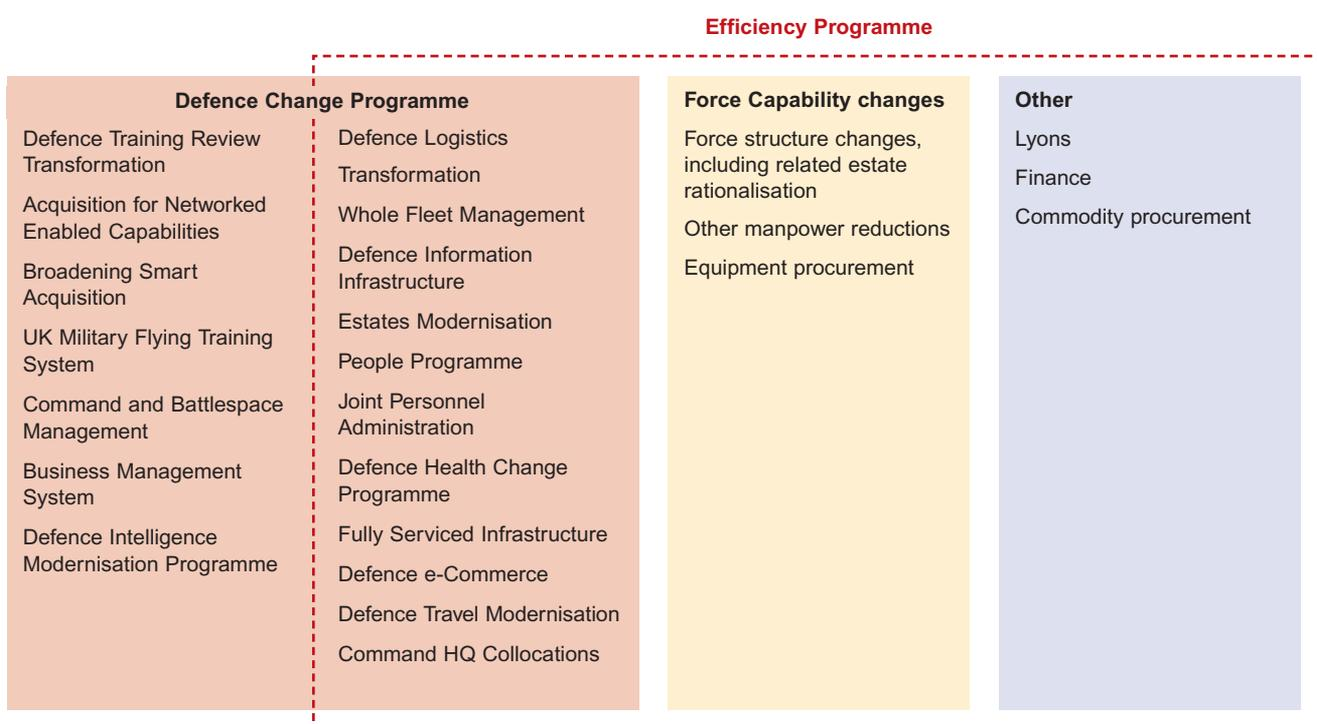 Efficiency Programme
Defence Change Programme
Defence Training Review
Transformation
Acquisition for Networked
Enabled Capabilities
Broadening Smart
Acquisition
UK Military Flying Training
System
Command and Battlespace
Management
Business Management
System
Defence Intelligence
Modernisation Programme
Defence Logistics
Transformation
Whole Fleet Management
Defence Information
Infrastructure
Estates Modernisation
People Programme
Joint Personnel
Administration
Defence Health Change
Programme
Fully Serviced Infrastructure
Defence e-Commerce
Defence Travel Modernisation
Command HQ Collocations
Force Capability changes
Force structure changes,
including related estate
rationalisation
Other manpower reductions
Equipment procurement
Other
Lyons
Finance
Commodity procurement